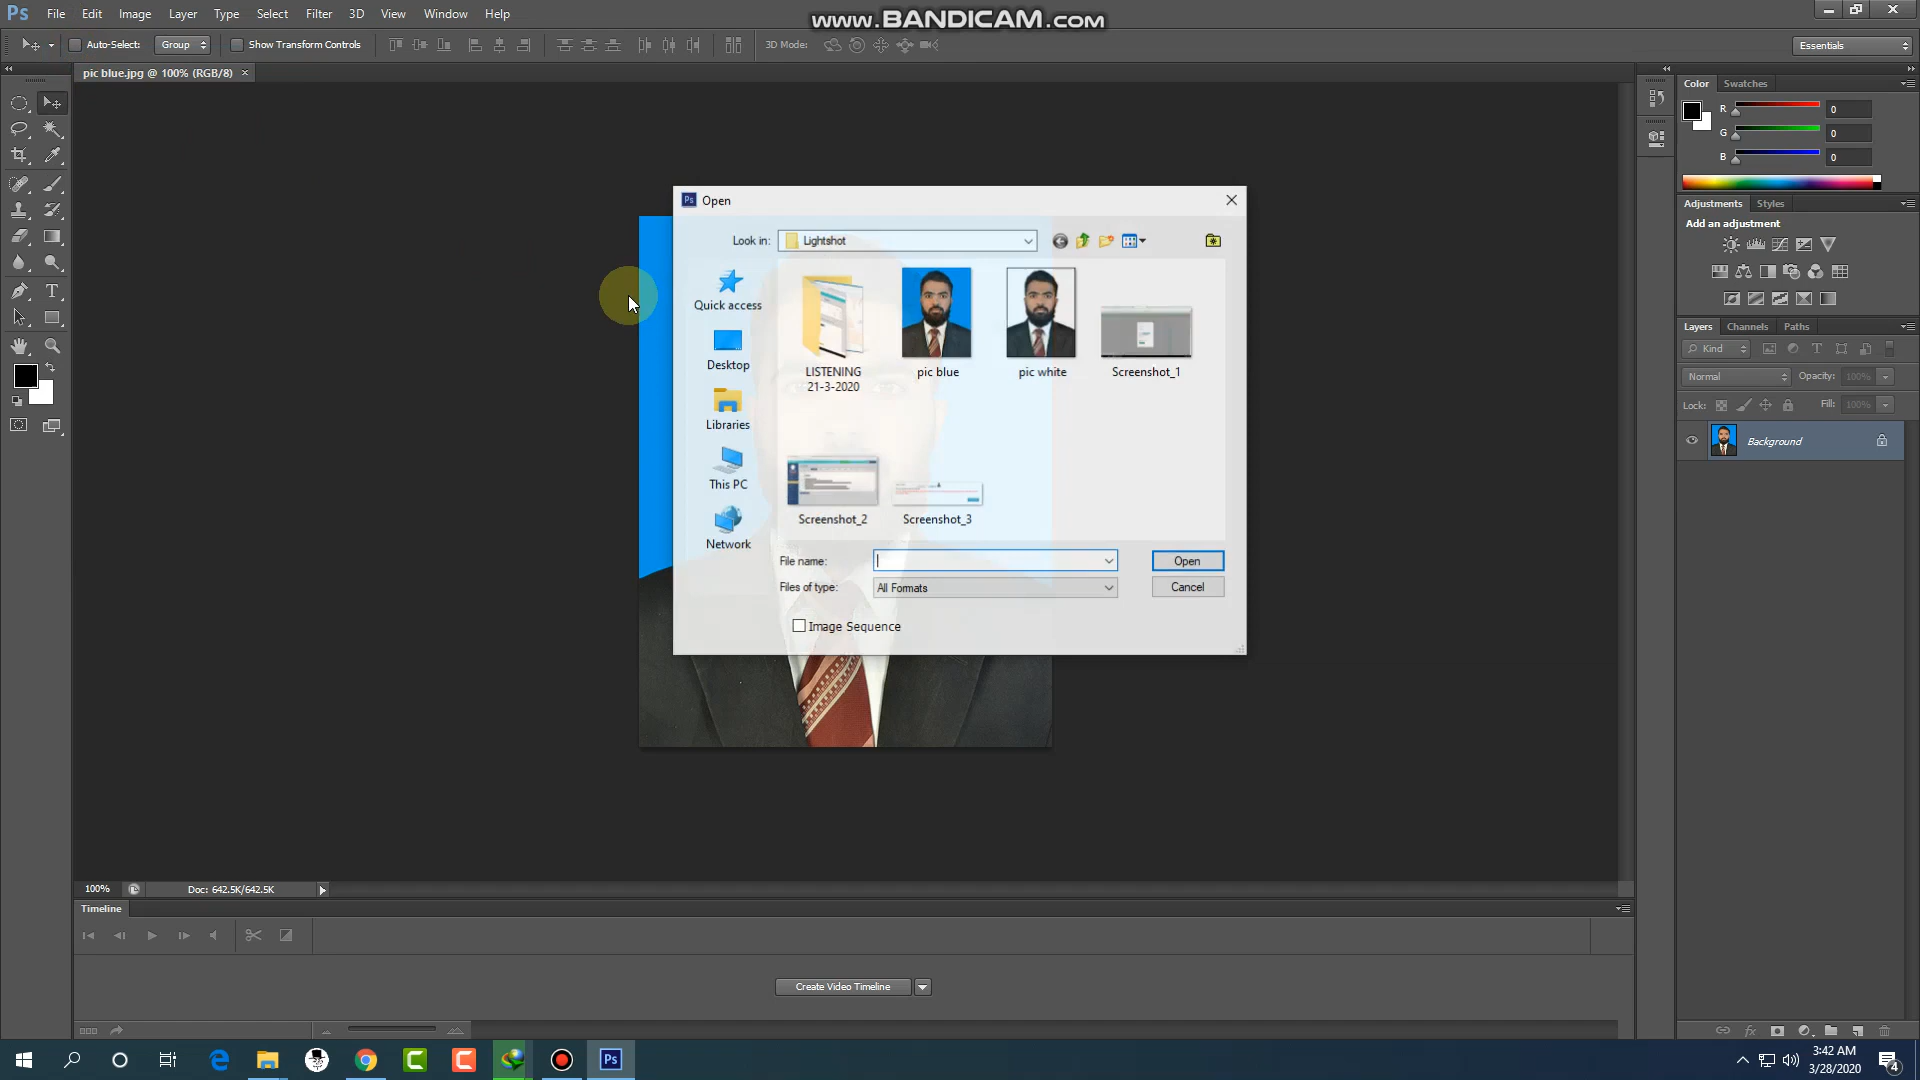 Ps File Edit Image Layer Type Select Filter 3D View Window Help
www.BANDICAM.com
Auto-Select: Group Show Transform Controls 3D Mode: Essentials
pic blue.jpg @ 100% (RGB/8) ×
Color Swatches
R 0
G 0
B 0
Adjustments Styles
Add an adjustment
Layers Channels Paths
Kind
Normal Opacity: 100%
Lock: Fill: 100%
Background
Ps Open
Look in: Lightshot
Quick access
Desktop
Libraries
This PC
Network
LISTENING
21-3-2020
pic blue
pic white
Screenshot_1
Screenshot_2
Screenshot_3
File name: Open
Files of type: All Formats Cancel
Image Sequence
100% Doc: 642.5K/642.5K
Timeline
Create Video Timeline
Ps
3:42 AM
3/28/2020
4